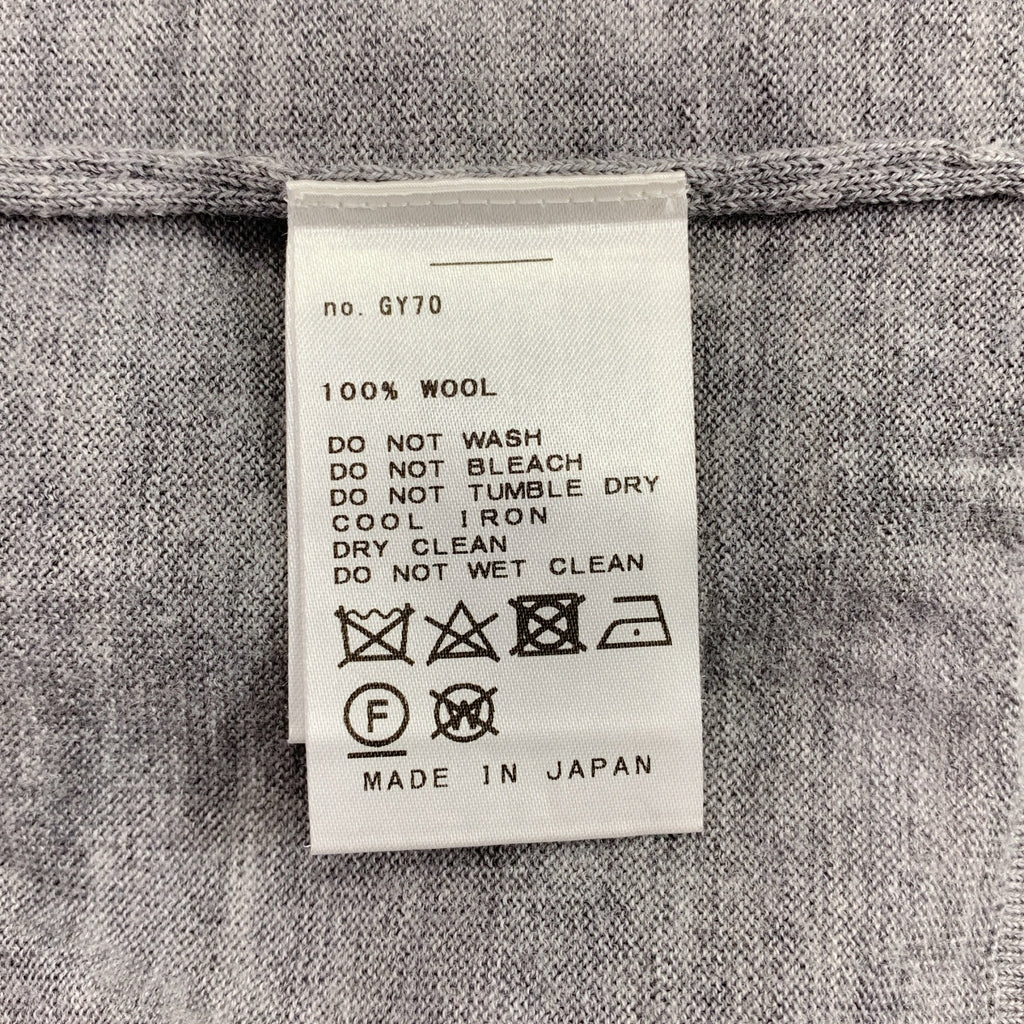 no. GY70
100% WOOL
DO NOT WASH
DO NOT BLEACH
DO NOT TUMBLE DRY
COOL IRON
DRY CLEAN
DO NOT WET CLEAN
F W
MADE IN JAPAN